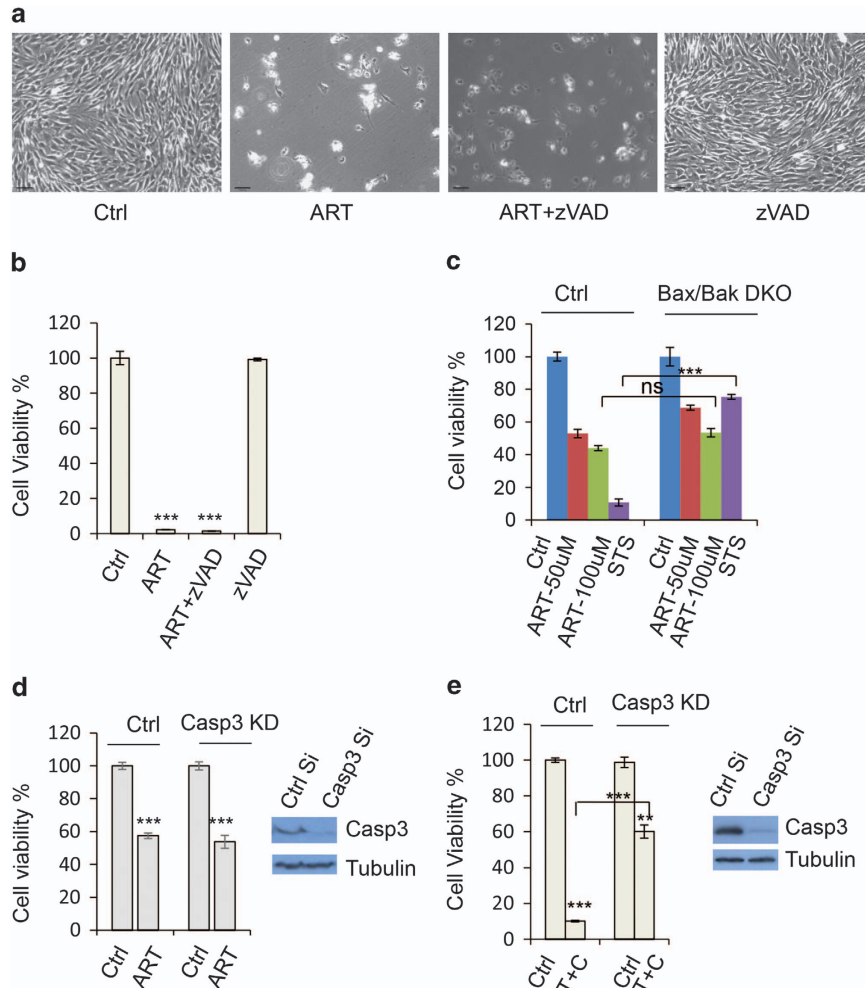 a
Ctrl ART ART+zVAD zVAD
b
Cell Viability %
120
100
80
60
40
20
0
*** ***
Ctrl ART ART+zVAD zVAD
c
Ctrl Bax/Bak DKO
Cell viability %
120
100
80
60
40
20
0
***
ns
Ctrl ART-50uM ART-100uM STS Ctrl ART-50uM ART-100uM STS
d
Ctrl Casp3 KD
Cell viability %
120
100
80
60
40
20
0
*** ***
Ctrl ART Ctrl ART
Ctrl Si Casp3 Si
Casp3
Tubulin
e
Ctrl Casp3 KD
Cell Viability %
120
100
80
60
40
20
0
***
**
***
Ctrl T+C Ctrl T+C
Ctrl Si Casp3 Si
Casp3
Tubulin